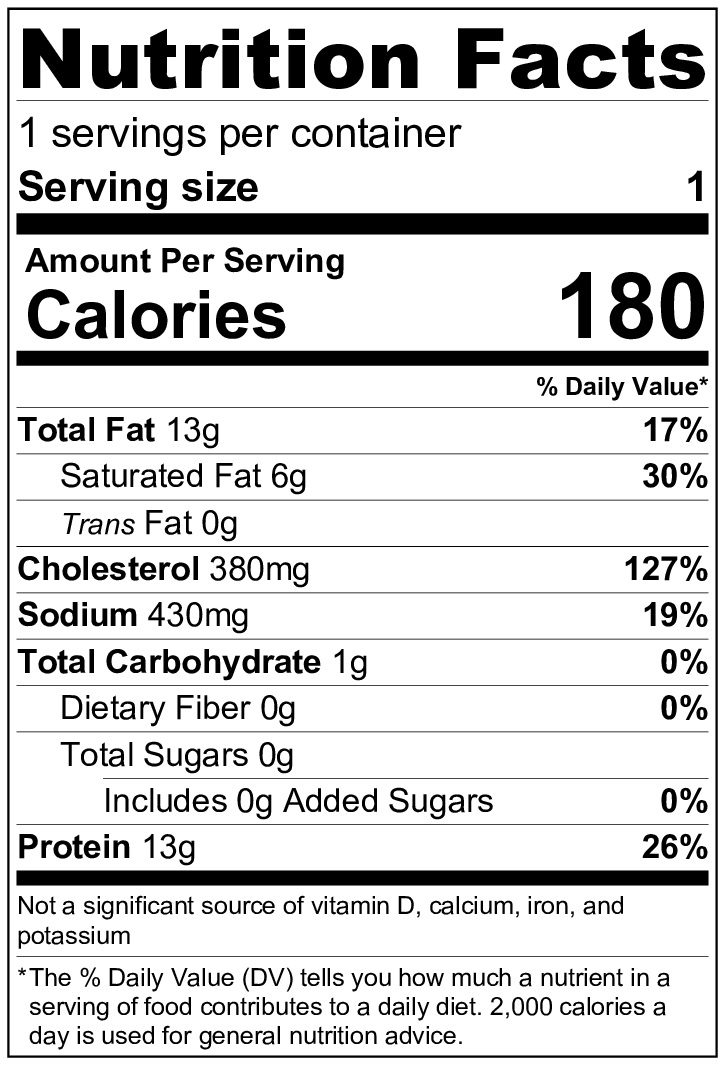 Nutrition Facts
1 servings per container
Serving size 1
Amount Per Serving
Calories 180
% Daily Value*
Total Fat 13g 17%
Saturated Fat 6g 30%
Trans Fat 0g
Cholesterol 380mg 127%
Sodium 430mg 19%
Total Carbohydrate 1g 0%
Dietary Fiber 0g 0%
Total Sugars 0g
Includes 0g Added Sugars 0%
Protein 13g 26%
Not a significant source of vitamin D, calcium, iron, and
potassium
*The % Daily Value (DV) tells you how much a nutrient in a
serving of food contributes to a daily diet. 2,000 calories a
day is used for general nutrition advice.